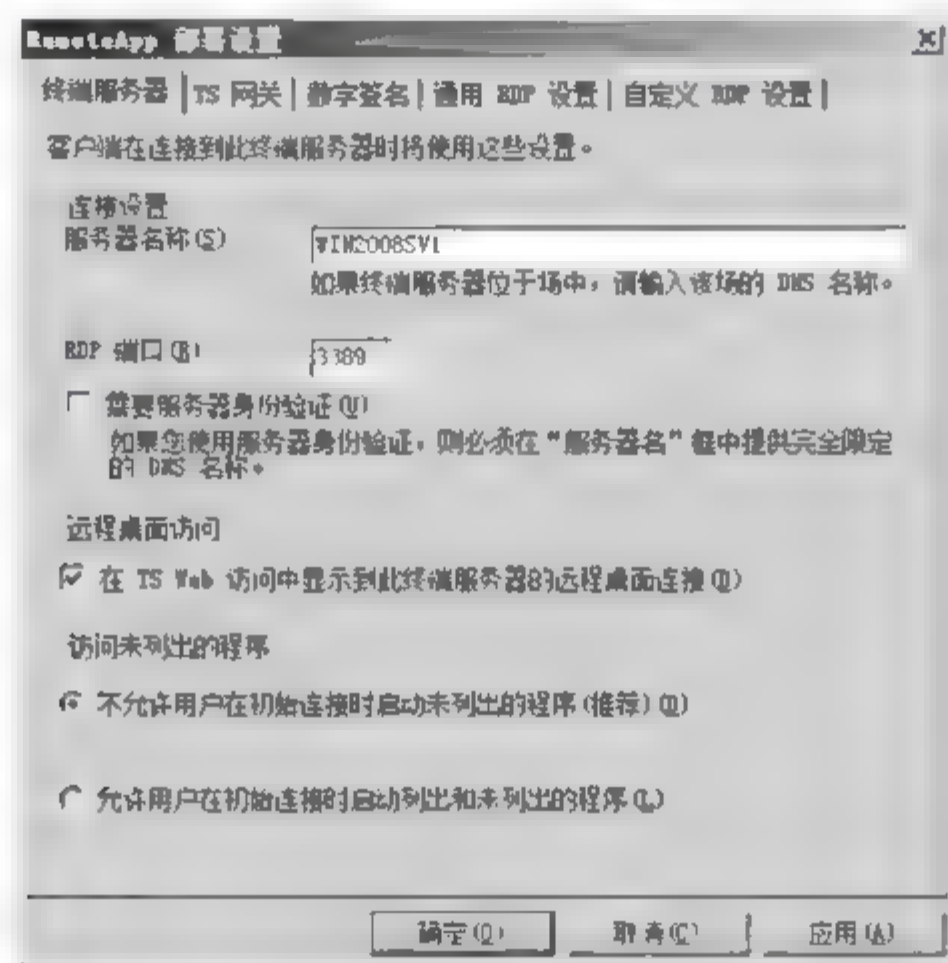 RemoteApp 部署设置
终端服务器 | TS 网关 | 数字签名 | 通用 RDP 设置 | 自定义 RDP 设置 |
客户端在连接到此终端服务器时将使用这些设置。
连接设置
服务器名称(S)
WIN2008SV1
如果终端服务器位于场中，请输入该场的 DNS 名称。
RDP 端口(R)
3389
需要服务器身份验证(V)
如果您使用服务器身份验证，则必须在“服务器名”框中提供完全限定
的 DNS 名称。
远程桌面访问
在 TS Web 访问中显示到此终端服务器的远程桌面连接(D)
访问未列出的程序
不允许用户在初始连接时启动未列出的程序(推荐)
允许用户在初始连接时启动列出和未列出的程序(L)
确定
取消(C)
应用(A)